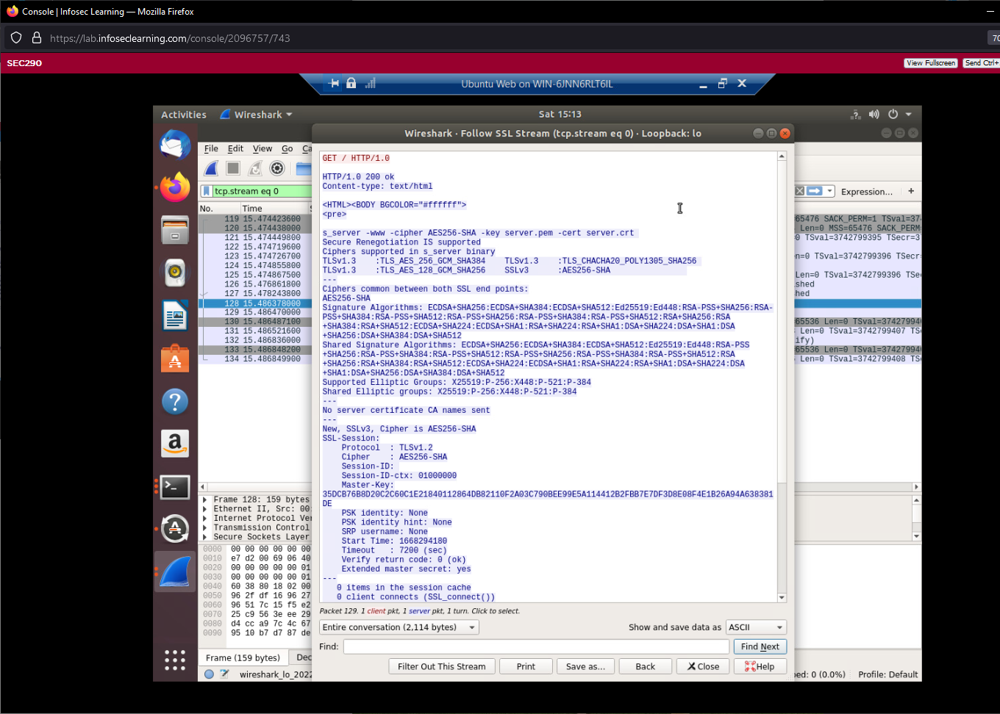 Console | Infosec Learning — Mozilla Firefox
https://lab.infoseclearning.com/console/2096757/743
70
SEC290
View Fullscreen
Send Ctrl+
Ubuntu Web on WIN-6JNN6RLT6IL
Activities
Wireshark
Sat 15:13
Wireshark · Follow SSL Stream (tcp.stream eq 0) · Loopback: lo
File Edit View Go Ca
tcp.stream eq 0
Expression...
+
No. Time
119 15.474423600
120 15.474438000
121 15.474449800
122 15.474719600
123 15.474726700
124 15.474855800
125 15.474867500
126 15.476861800
127 15.478243800
128 15.486378000
129 15.486470000
130 15.486487100
131 15.486521600
132 15.486836000
133 15.486848200
134 15.486849900
=65476 SACK_PERM=1 TSval=374
Len=0 MSS=65476 SACK_PERM=
0 TSval=3742799395 TSecr=37
n=0 TSval=3742799396 TSecr=
Len=0 TSval=3742799396 TSe
shed
hed
65536 Len=0 TSval=374279940
Len=0 TSval=3742799407 TSe
ify)
65536 Len=0 TSval=374279940
Len=0 TSval=3742799408 TSe
GET / HTTP/1.0
HTTP/1.0 200 ok
Content-type: text/html
<HTML><BODY BGCOLOR="#ffffff">
<pre>
s_server -www -cipher AES256-SHA -key server.pem -cert server.crt
Secure Renegotiation IS supported
Ciphers supported in s_server binary
TLSv1.3    :TLS_AES_256_GCM_SHA384    TLSv1.3    :TLS_CHACHA20_POLY1305_SHA256
TLSv1.3    :TLS_AES_128_GCM_SHA256    SSLv3      :AES256-SHA
---
Ciphers common between both SSL end points:
AES256-SHA
Signature Algorithms: ECDSA+SHA256:ECDSA+SHA384:ECDSA+SHA512:Ed25519:Ed448:RSA-PSS+SHA256:RSA-
PSS+SHA384:RSA-PSS+SHA512:RSA-PSS+SHA256:RSA-PSS+SHA384:RSA-PSS+SHA512:RSA+SHA256:RSA
+SHA384:RSA+SHA512:ECDSA+SHA224:ECDSA+SHA1:RSA+SHA224:RSA+SHA1:DSA+SHA224:DSA+SHA1:DSA
+SHA256:DSA+SHA384:DSA+SHA512
Shared Signature Algorithms: ECDSA+SHA256:ECDSA+SHA384:ECDSA+SHA512:Ed25519:Ed448:RSA-PSS
+SHA256:RSA-PSS+SHA384:RSA-PSS+SHA512:RSA-PSS+SHA256:RSA-PSS+SHA384:RSA-PSS+SHA512:RSA
+SHA256:RSA+SHA384:RSA+SHA512:ECDSA+SHA224:ECDSA+SHA1:RSA+SHA224:RSA+SHA1:DSA+SHA224:DSA
+SHA1:DSA+SHA256:DSA+SHA384:DSA+SHA512
Supported Elliptic Groups: X25519:P-256:X448:P-521:P-384
Shared Elliptic groups: X25519:P-256:X448:P-521:P-384
---
No server certificate CA names sent
---
New, SSLv3, Cipher is AES256-SHA
SSL-Session:
Protocol  : TLSv1.2
Cipher    : AES256-SHA
Session-ID:
Session-ID-ctx: 01000000
Master-Key:
35DCB76B8D20C2C60C1E21840112864DB82110F2A03C790BEE99E5A114412B2FBB7E7DF3D8E08F4E1B26A94A638381
DE
PSK identity: None
PSK identity hint: None
SRP username: None
Start Time: 1668294180
Timeout   : 7200 (sec)
Verify return code: 0 (ok)
Extended master secret: yes
---
0 items in the session cache
0 client connects (SSL_connect())
Frame 128: 159 bytes
Ethernet II, Src: 00:
Internet Protocol Ver
Transmission Control
Secure Sockets Layer
0000 00 00 00 00 00 00
0010 e7 d2 00 69 06 40
0020 00 00 00 00 00 01
0030 00 00 00 00 00 01
0040 60 38 80 18 02 00
0050 96 2f df 16 96 27
0060 96 51 7c 15 f5 e2
0070 25 c9 56 3e ee 29
0080 d4 cc a9 7c 4c 67
0090 95 10 b7 d7 87 de
Packet 129. 1 client pkt, 1 server pkt, 1 turn. Click to select.
Entire conversation (2,114 bytes)
Show and save data as ASCII
Find:
Find Next
Filter Out This Stream
Print
Save as...
Back
Close
Help
Frame (159 bytes)
Dec
wireshark_lo_2022
ed: 0 (0.0%)
Profile: Default